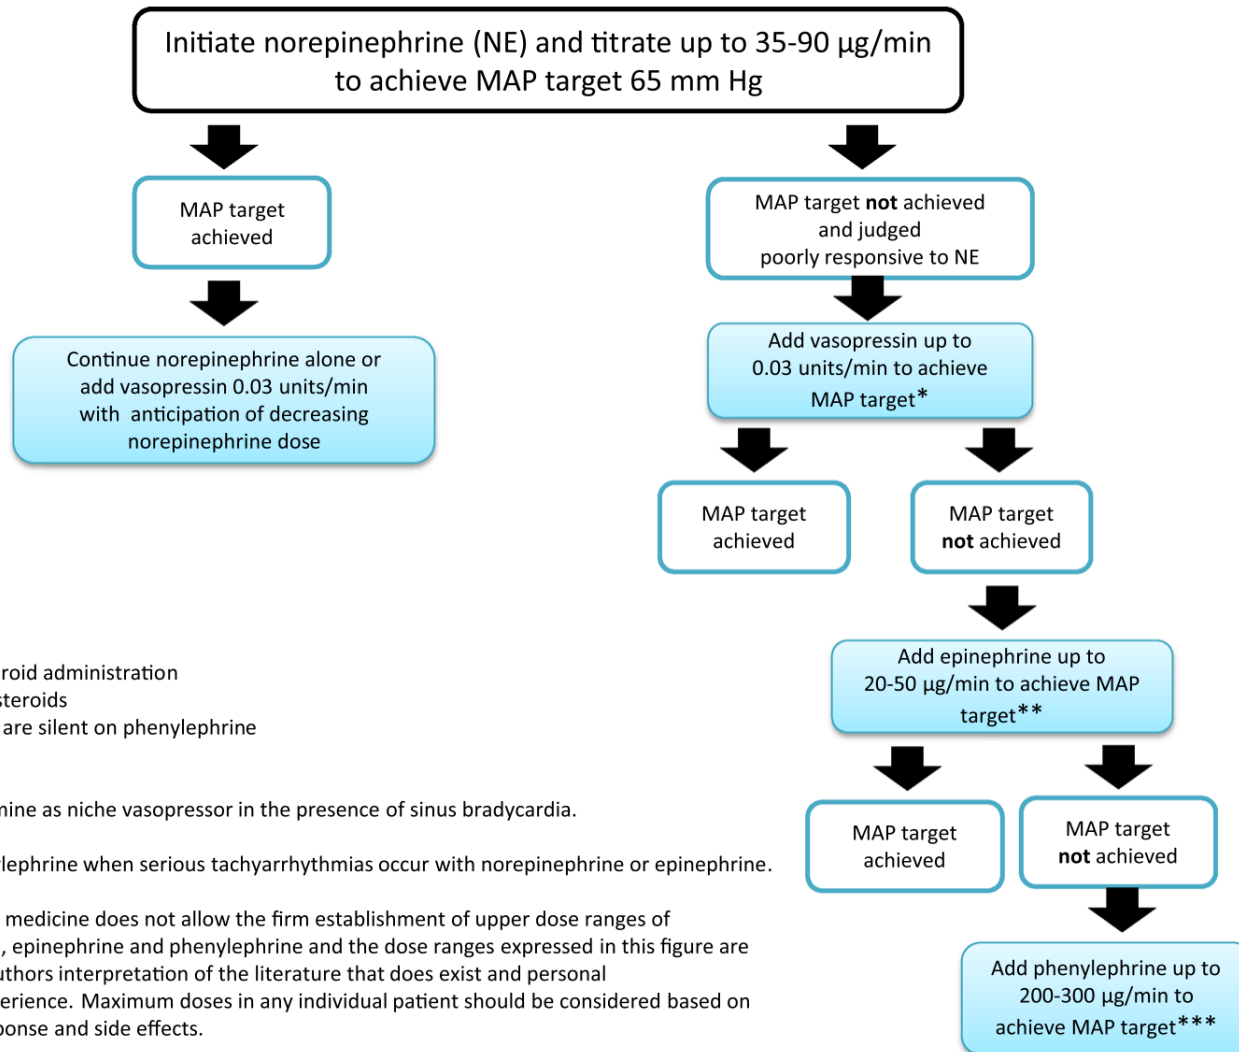 Initiate norepinephrine (NE) and titrate up to 35-90 µg/min
to achieve MAP target 65 mm Hg
MAP target
achieved
MAP target not achieved
and judged
poorly responsive to NE
Continue norepinephrine alone or
add vasopressin 0.03 units/min
with anticipation of decreasing
norepinephrine dose
Add vasopressin up to
0.03 units/min to achieve
MAP target*
MAP target
achieved
MAP target
not achieved
Add epinephrine up to
20-50 µg/min to achieve MAP
target**
MAP target
achieved
MAP target
not achieved
Add phenylephrine up to
200-300 µg/min to
achieve MAP target***
administration
are silent on phenylephrine
as niche vasopressor in the presence of sinus bradycardia.
when serious tachyarrhythmias occur with norepinephrine or epinephrine.
medicine does not allow the firm establishment of upper dose ranges of
, epinephrine and phenylephrine and the dose ranges expressed in this figure are
interpretation of the literature that does exist and personal
. Maximum doses in any individual patient should be considered based on
and side effects.